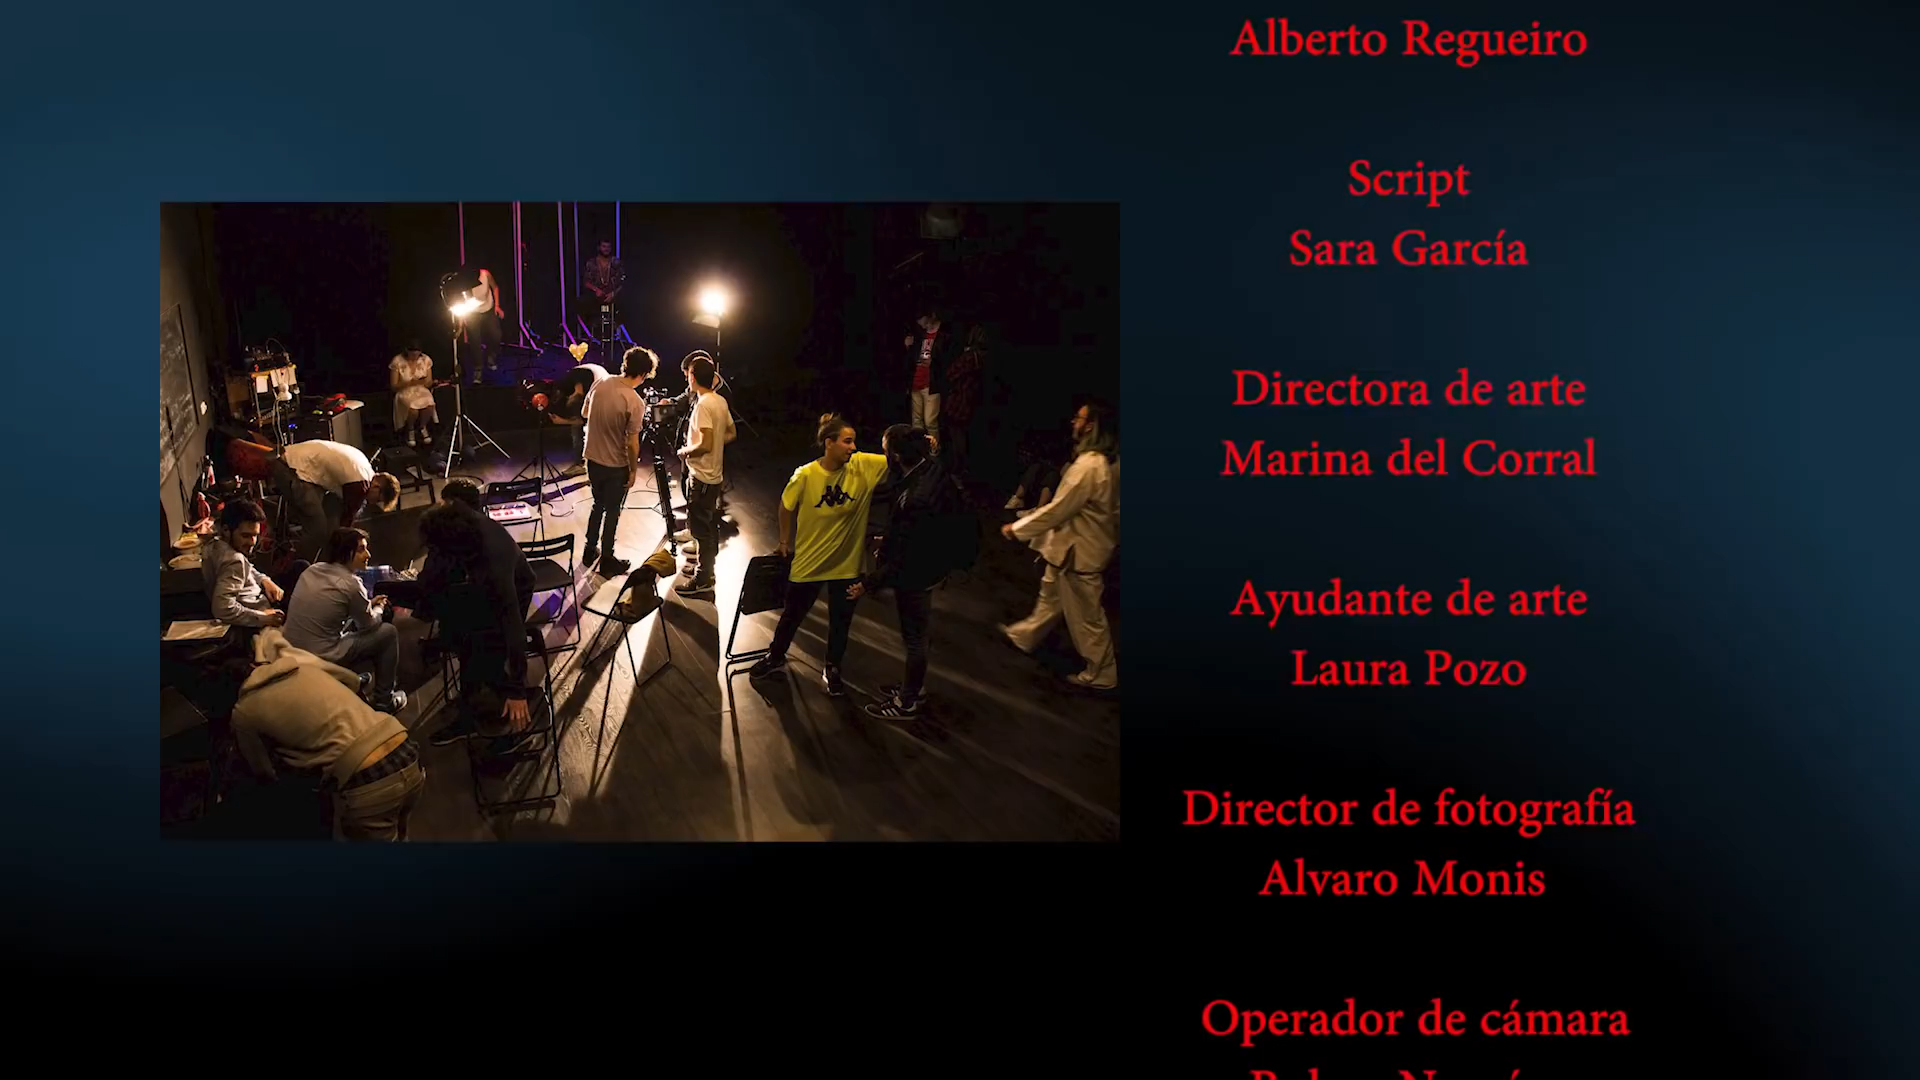 Alberto Regueiro
Script
Sara García
Directora de arte
Marina del Corral
Ayudante de arte
Laura Pozo
Director de fotografía
Alvaro Monis
Operador de cámara